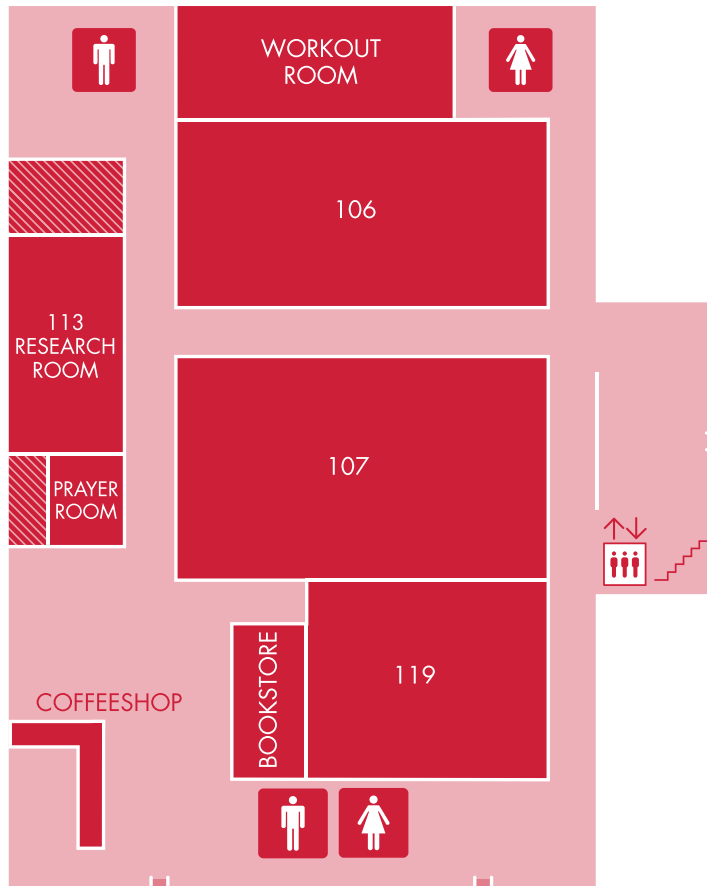 WORKOUT
ROOM
106
113
RESEARCH
ROOM
107
PRAYER
ROOM
119
BOOKSTORE
COFFEESHOP